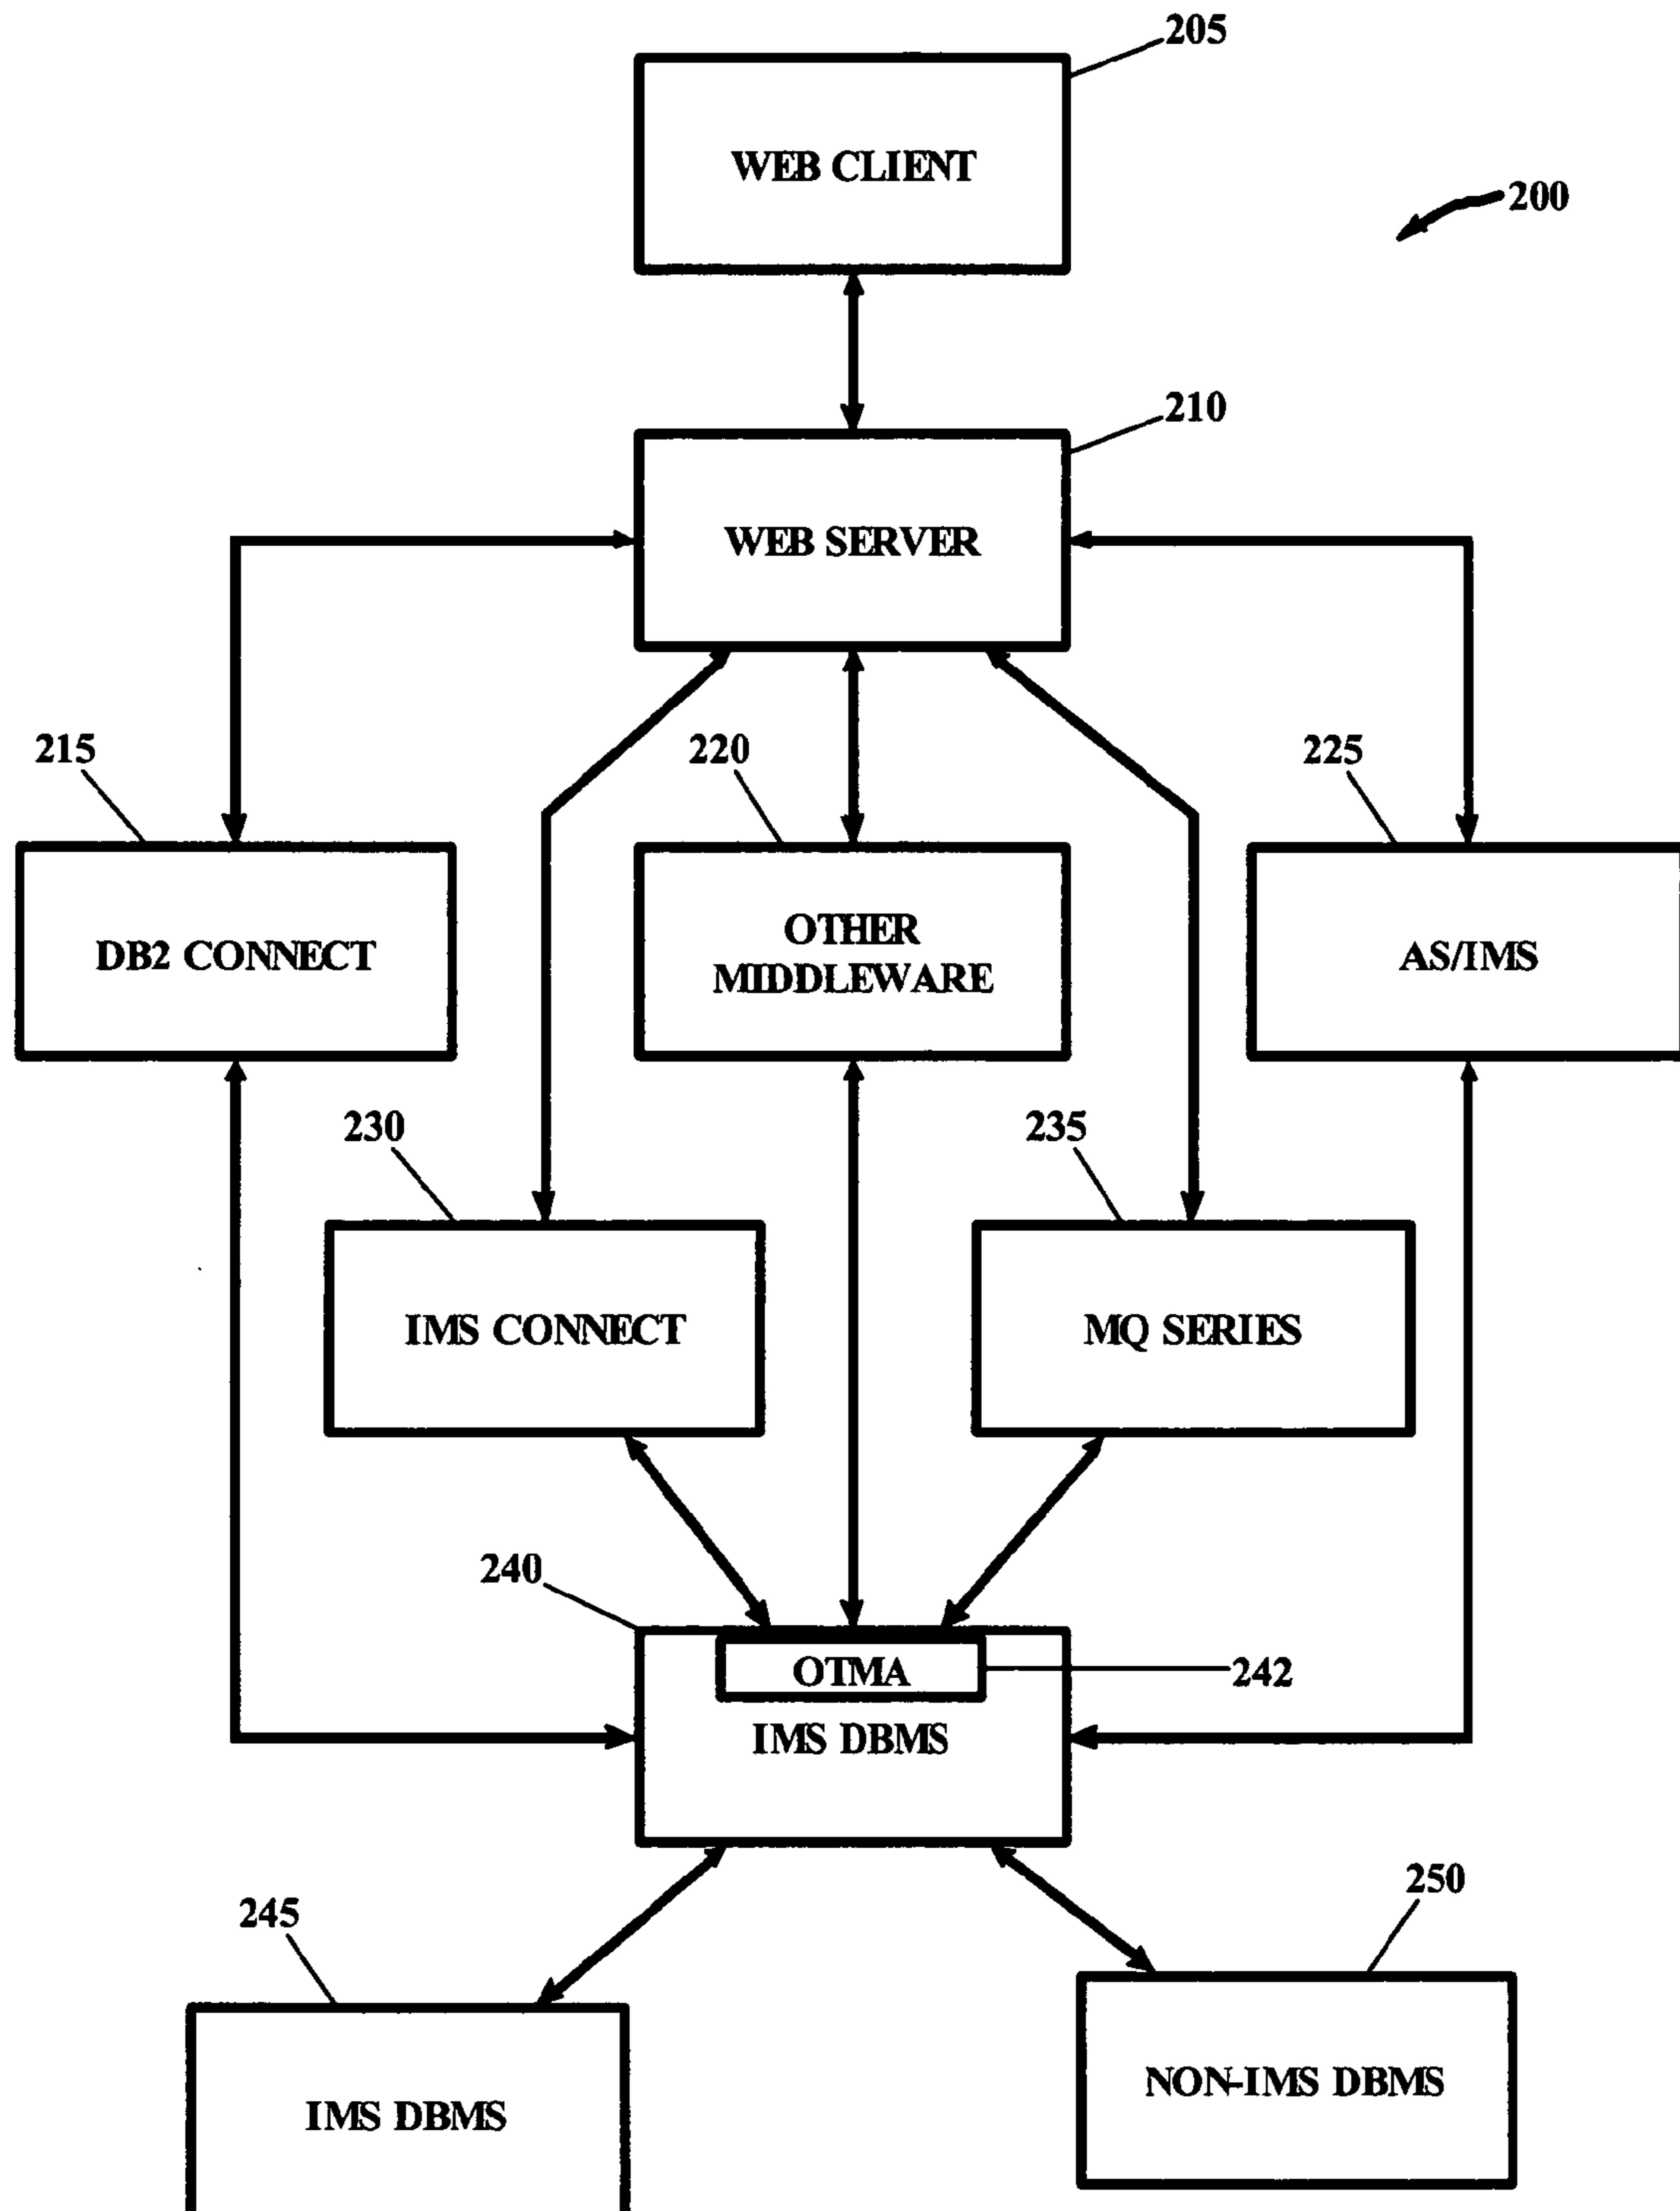 205
WEB CLIENT
200
210
WEB SERVER
215
220
225
DB2 CONNECT
OTHER
MIDDLEWARE
AS/IMS
230
235
IMS CONNECT
MQ SERIES
240
OTMA
242
IMS DBMS
245
250
IMS DBMS
NON-IMS DBMS